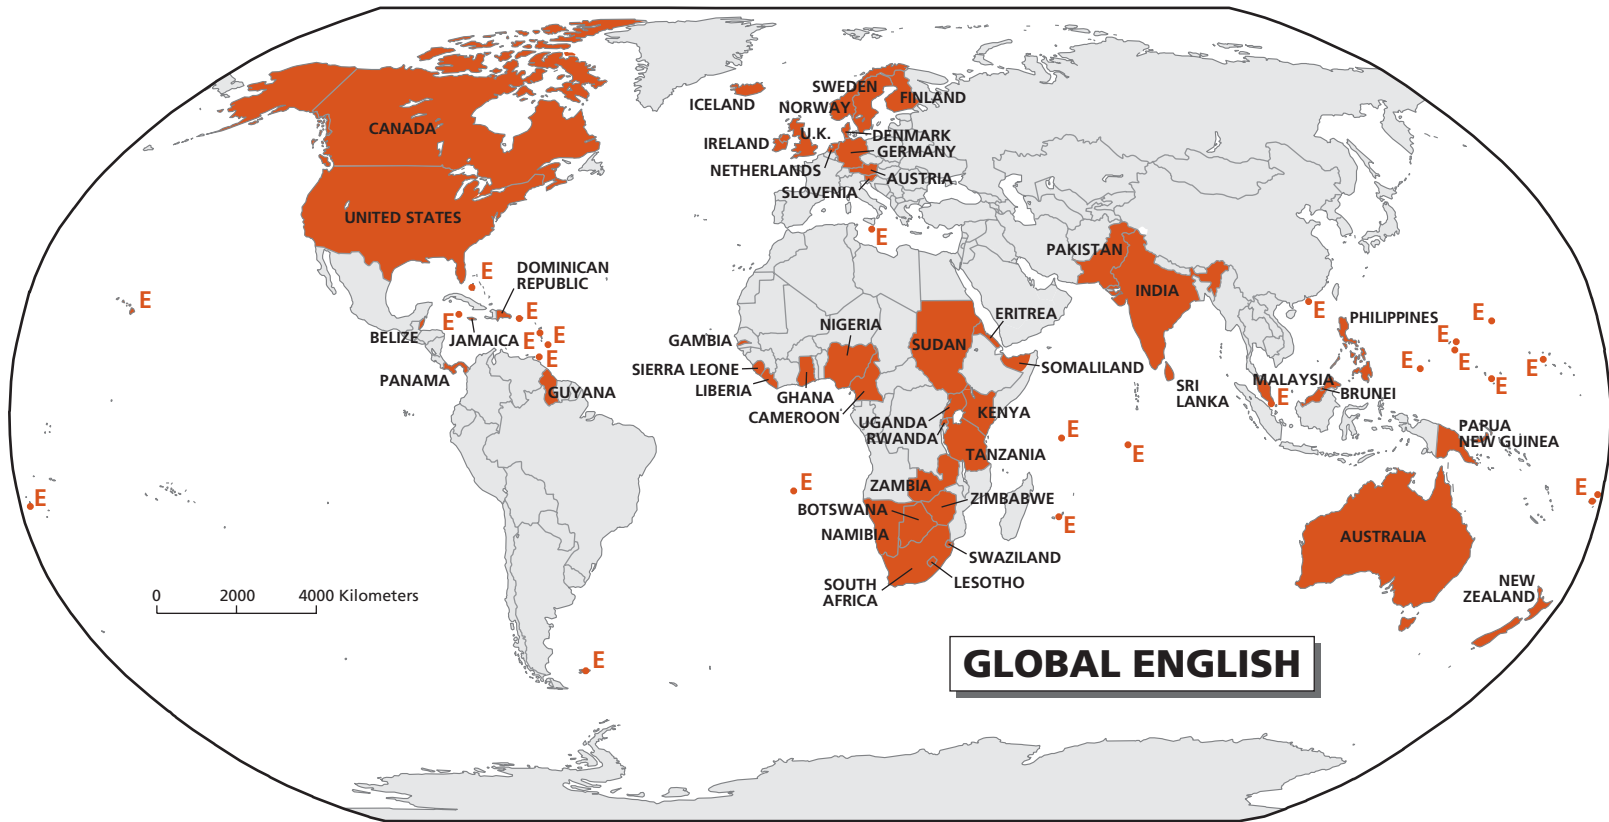 SWEDEN
ICELAND
NORWAY
FINLAND
CANADA
U.K.
DENMARK
IRELAND
GERMANY
NETHERLANDS
AUSTRIA
SLOVENIA
UNITED STATES
E
PAKISTAN
DOMINICAN
REPUBLIC
E
INDIA
E
E
E
E
E
JAMAICA
BELIZE
E
E
E
PANAMA
GUYANA
GAMBIA
NIGERIA
ERITREA
SUDAN
SIERRA LEONE
LIBERIA
GHANA
CAMEROON
SOMALILAND
UGANDA
KENYA
RWANDA
TANZANIA
SRI
LANKA
PHILIPPINES
E
E
E
E
MALAYSIA
E
BRUNEI
PAPUA
NEW GUINEA
E
E
E
E
E
ZAMBIA
ZIMBABWE
BOTSWANA
NAMIBIA
E
SWAZILAND
LESOTHO
SOUTH
AFRICA
AUSTRALIA
NEW
ZEALAND
0 2000 4000 Kilometers
E
GLOBAL ENGLISH